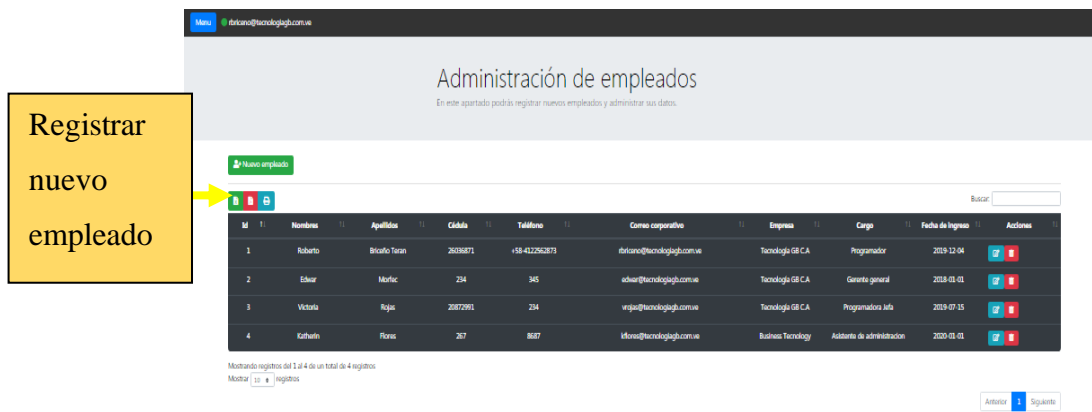 Menu rbriceno@tecnologiagb.com.ve
Administración de empleados
En este apartado podrás registrar nuevos empleados y administrar sus datos.
Registrar
nuevo
empleado
Nuevo empleado
Buscar:
Id Nombres Apellidos Cédula Teléfono Correo corporativo Empresa Cargo Fecha de ingreso Acciones
1 Roberto Briceño Teran 26036871 +58-4122562873 rbriceno@tecnologiagb.com.ve Tecnología GB C.A Programador 2019-12-04
2 Edwar Morfec 234 345 edwar@tecnologiagb.com.ve Tecnología GB C.A Gerente general 2018-01-01
3 Victoria Rojas 20872991 234 vrojas@tecnologiagb.com.ve Tecnología GB C.A Programadora Jefa 2019-07-15
4 Katherin Flores 267 8687 kflores@tecnologiagb.com.ve Business Tecnology Asistente de administracion 2020-01-01
Mostrando registros del 1 al 4 de un total de 4 registros
Mostrar 10 registros
Anterior 1 Siguiente